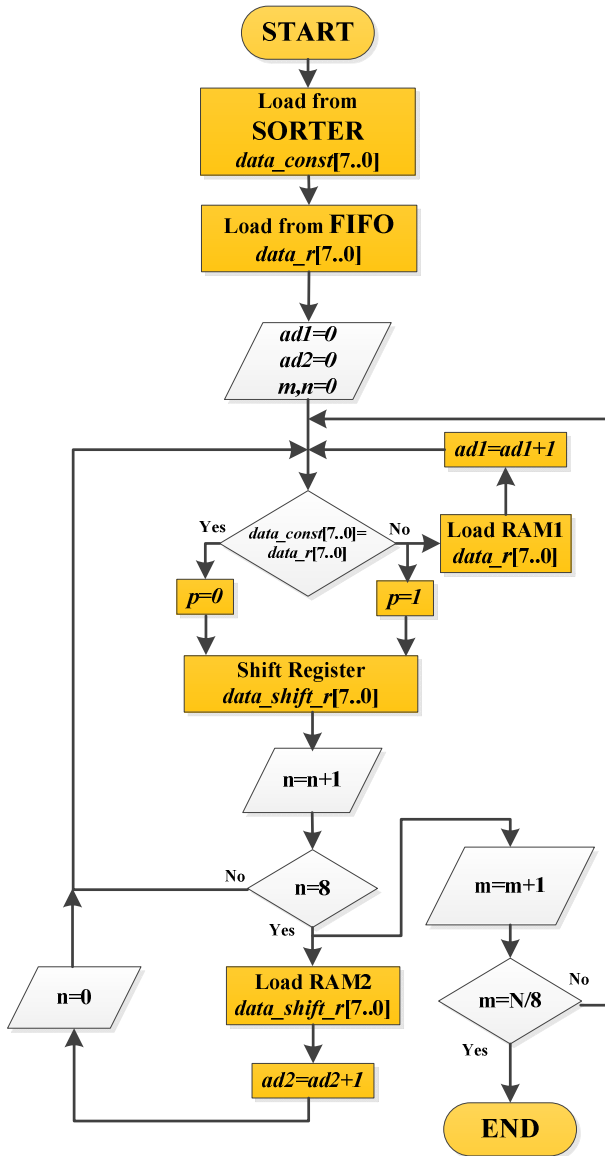 START
Load from
SORTER
data_const[7..0]
Load from FIFO
data_r[7..0]
ad1=0
ad2=0
m,n=0
ad1=ad1+1
Yes
data_const[7..0]=
data_r[7..0]
No
Load RAM1
data_r[7..0]
p=0
p=1
Shift Register
data_shift_r[7..0]
n=n+1
No
n=8
Yes
m=m+1
n=0
Load RAM2
data_shift_r[7..0]
m=N/8
No
Yes
ad2=ad2+1
END